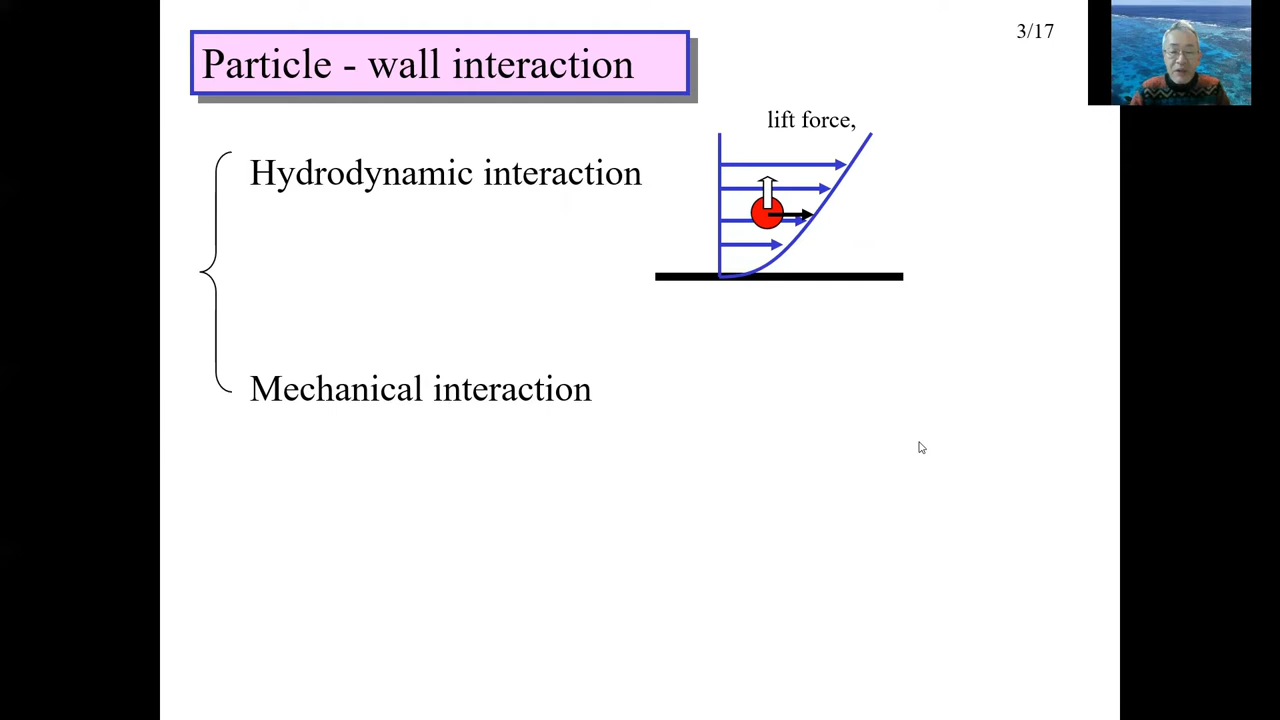 3/17
Particle - wall interaction
lift force,
Hydrodynamic interaction
Mechanical interaction